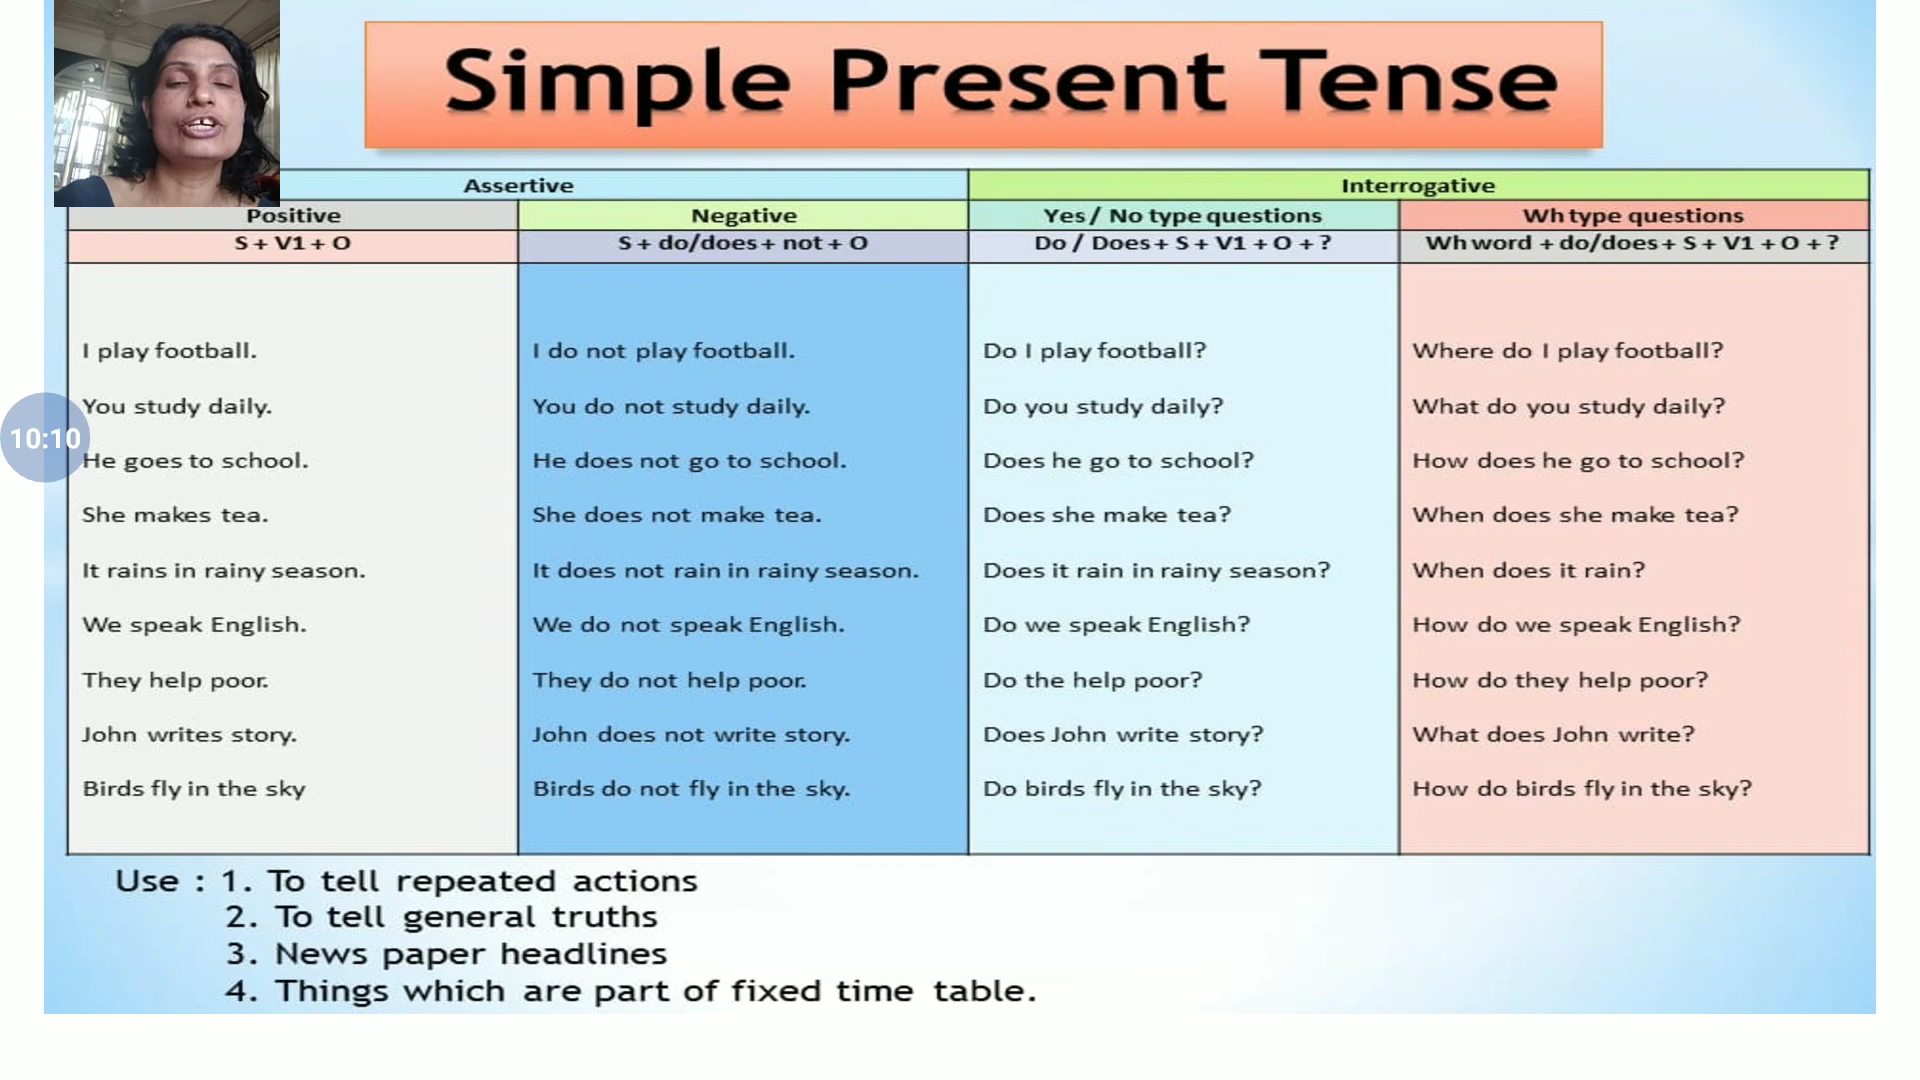 Simple Present Tense
Assertive Interrogative
Positive Negative Yes / No type questions Wh type questions
S + V1 + O S + do/does + not + O Do / Does + S + V1 + O + ? Wh word + do/does + S + V1 + O + ?
I play football. I do not play football. Do I play football? Where do I play football?
You study daily. You do not study daily. Do you study daily? What do you study daily?
10:10
He goes to school. He does not go to school. Does he go to school? How does he go to school?
She makes tea. She does not make tea. Does she make tea? When does she make tea?
It rains in rainy season. It does not rain in rainy season. Does it rain in rainy season? When does it rain?
We speak English. We do not speak English. Do we speak English? How do we speak English?
They help poor. They do not help poor. Do the help poor? How do they help poor?
John writes story. John does not write story. Does John write story? What does John write?
Birds fly in the sky Birds do not fly in the sky. Do birds fly in the sky? How do birds fly in the sky?
Use : 1. To tell repeated actions
2. To tell general truths
3. News paper headlines
4. Things which are part of fixed time table.